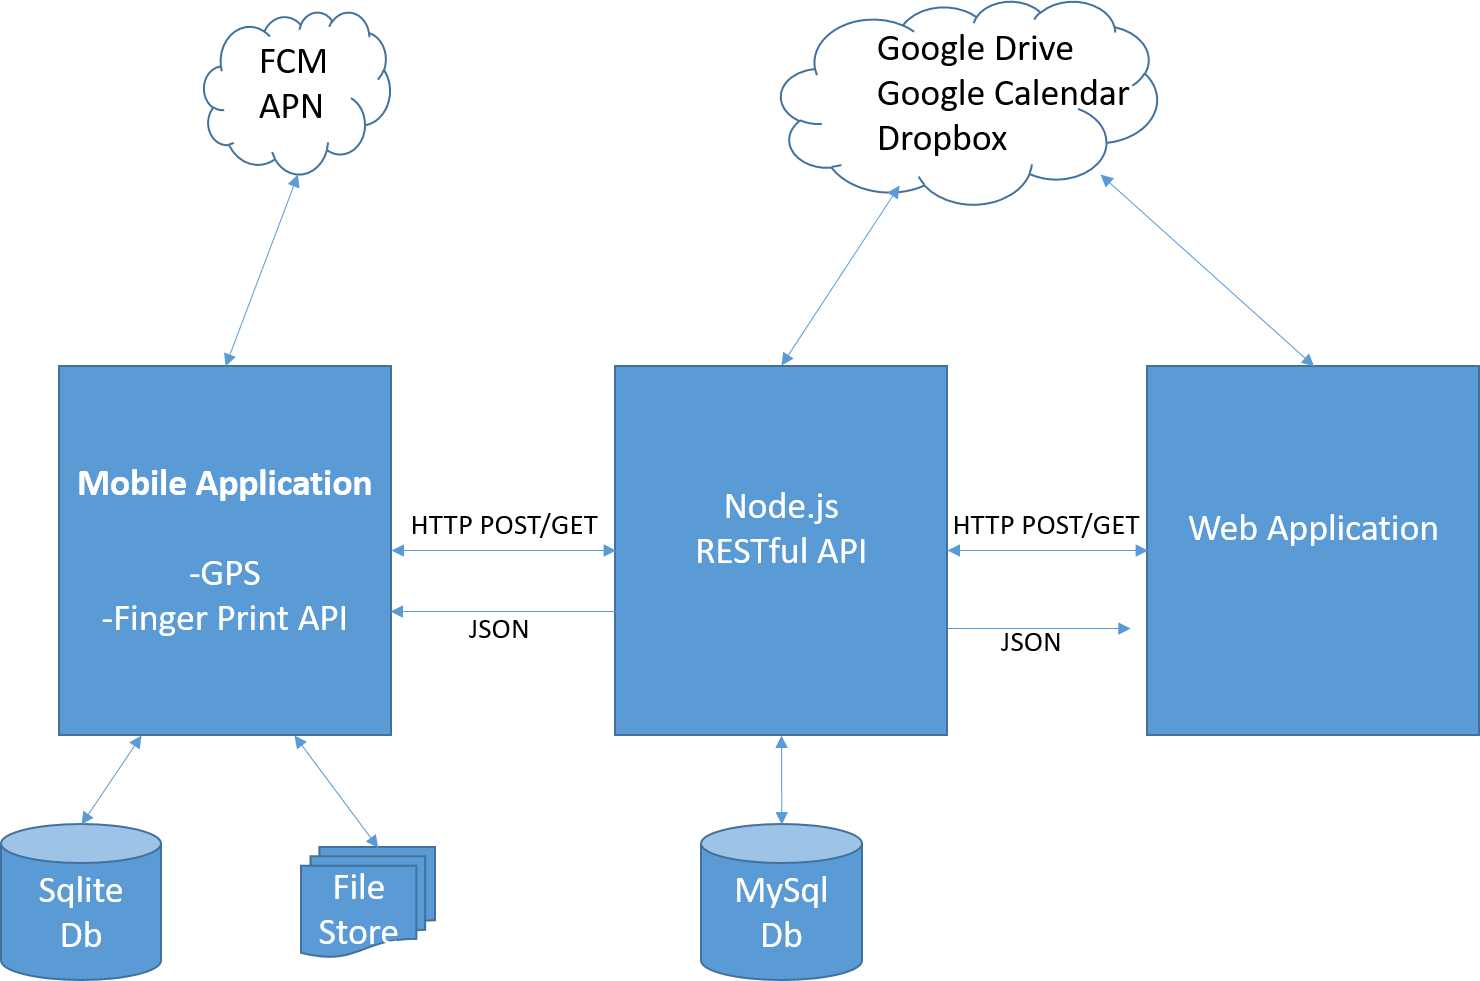 FCM
APN
Google Drive
Google Calendar
Dropbox
Mobile Application
-GPS
-Finger Print API
HTTP POST/GET
JSON
Node.js
RESTful API
HTTP POST/GET
JSON
Web Application
Sqlite
Db
File
Store
MySql
Db